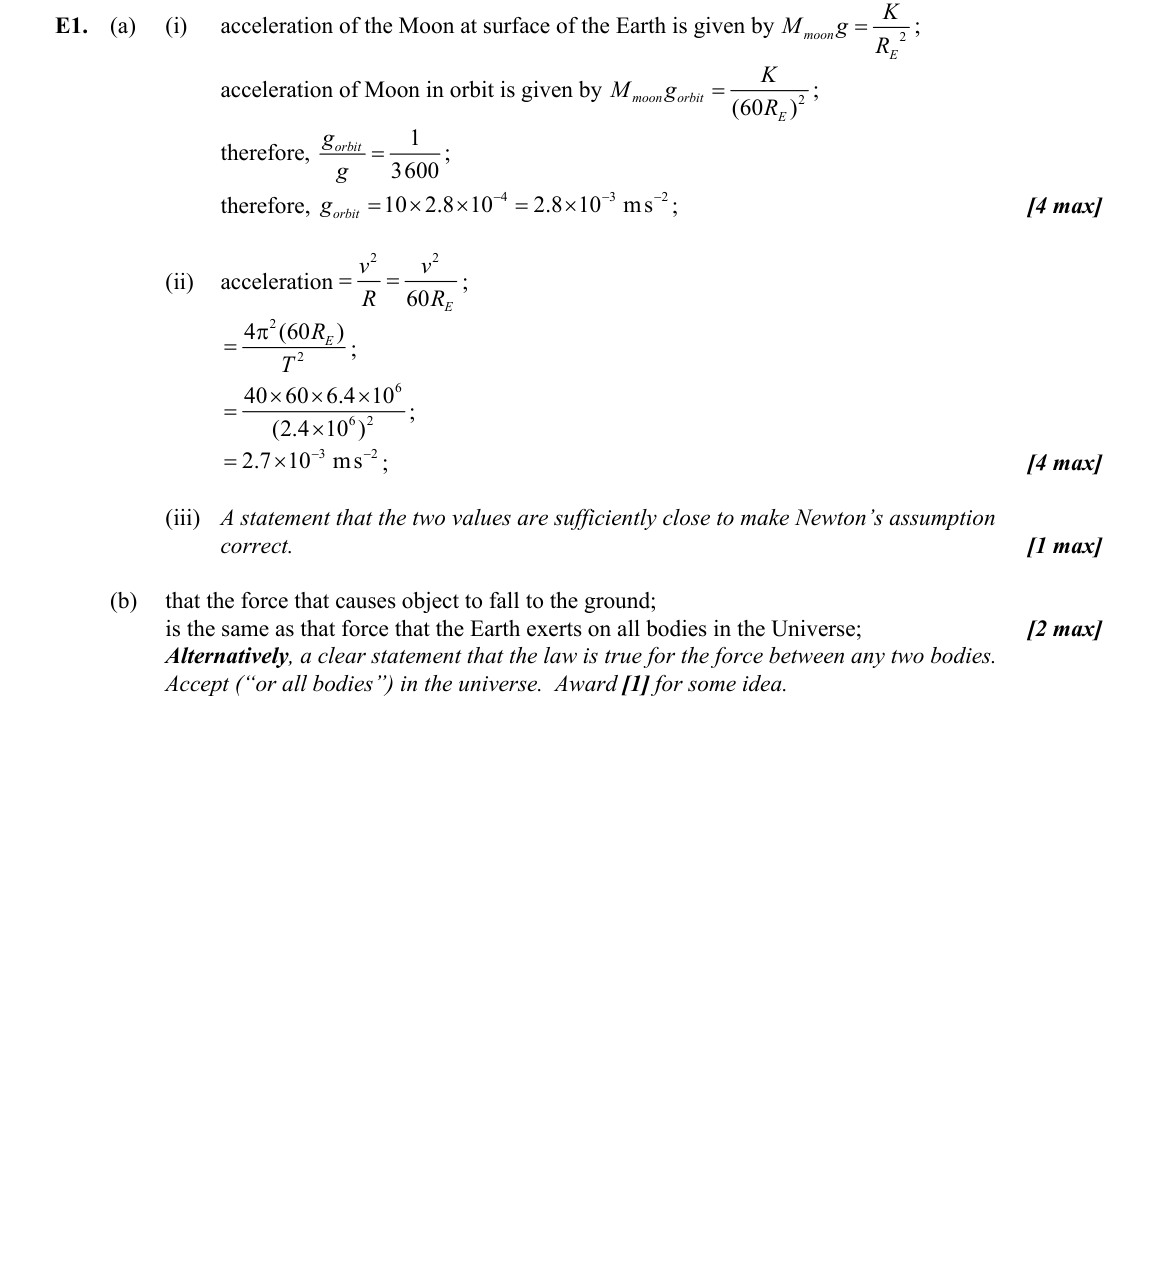 E1. (a) (i) acceleration of the Moon at surface of the Earth is given by M_moon g = K / R_E^2 ;
acceleration of Moon in orbit is given by M_moon g_orbit = K / (60R_E)^2 ;
therefore, g_orbit / g = 1 / 3600 ;
therefore, g_orbit = 10×2.8×10^−4 = 2.8×10^−3 m s^−2 ; [4 max]
(ii) acceleration = v^2 / R = v^2 / 60R_E ;
= 4π^2(60R_E) / T^2 ;
= 40×60×6.4×10^6 / (2.4×10^6)^2 ;
= 2.7×10^−3 m s^−2 ; [4 max]
(iii) A statement that the two values are sufficiently close to make Newton’s assumption
correct. [1 max]
(b) that the force that causes object to fall to the ground;
is the same as that force that the Earth exerts on all bodies in the Universe; [2 max]
Alternatively, a clear statement that the law is true for the force between any two bodies.
Accept (“or all bodies”) in the universe. Award [1] for some idea.